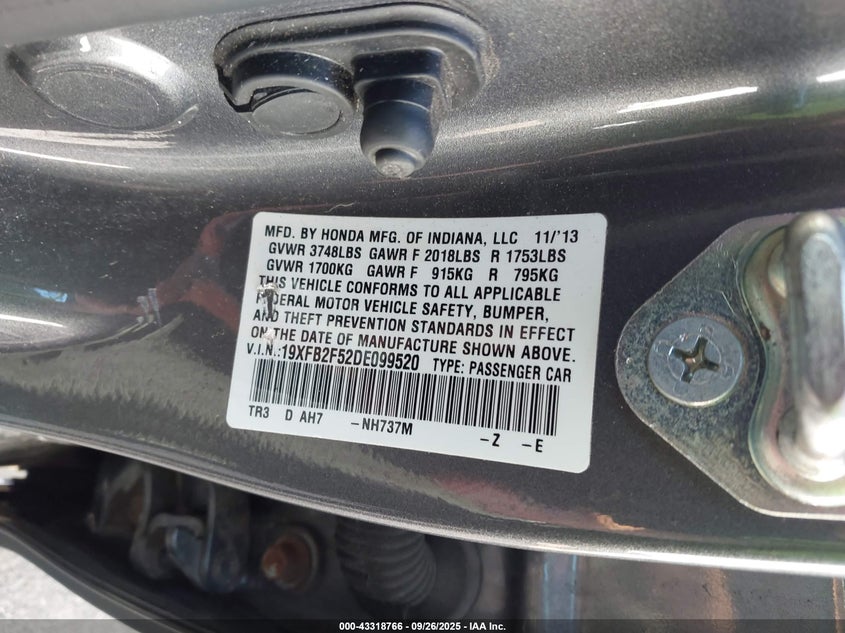 MFD. BY HONDA MFG. OF INDIANA, LLC 11/'13
GVWR 3748LBS GAWR F 2018LBS R 1753LBS
GVWR 1700KG GAWR F 915KG R 795KG
THIS VEHICLE CONFORMS TO ALL APPLICABLE
FEDERAL MOTOR VEHICLE SAFETY, BUMPER,
AND THEFT PREVENTION STANDARDS IN EFFECT
ON THE DATE OF MANUFACTURE SHOWN ABOVE.
V.I.N.:19XFB2F52DE099520 TYPE: PASSENGER CAR
TR3 D AH7 -NH737M -Z -E
000-43318766 - 09/26/2025 - IAA Inc.